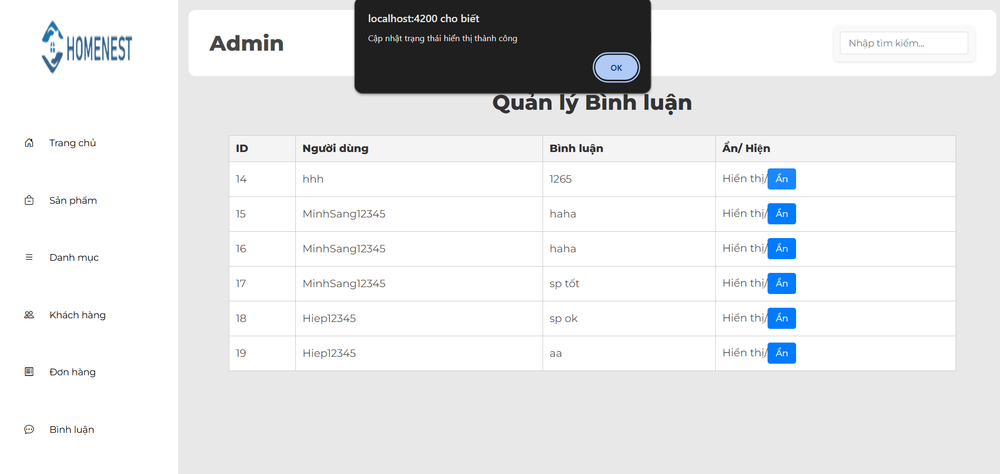 HOMENEST
localhost:4200 cho biết
Cập nhật trạng thái hiển thị thành công
OK
Admin
Nhập tìm kiếm...
Quản lý Bình luận
Trang chủ
Sản phẩm
Danh mục
Khách hàng
Đơn hàng
Bình luận
ID Người dùng Bình luận Ẩn/ Hiện
14 hhh 1265 Hiển thị/ Ẩn
15 MinhSang12345 haha Hiển thị/ Ẩn
16 MinhSang12345 haha Hiển thị/ Ẩn
17 MinhSang12345 sp tốt Hiển thị/ Ẩn
18 Hiep12345 sp ok Hiển thị/ Ẩn
19 Hiep12345 aa Hiển thị/ Ẩn